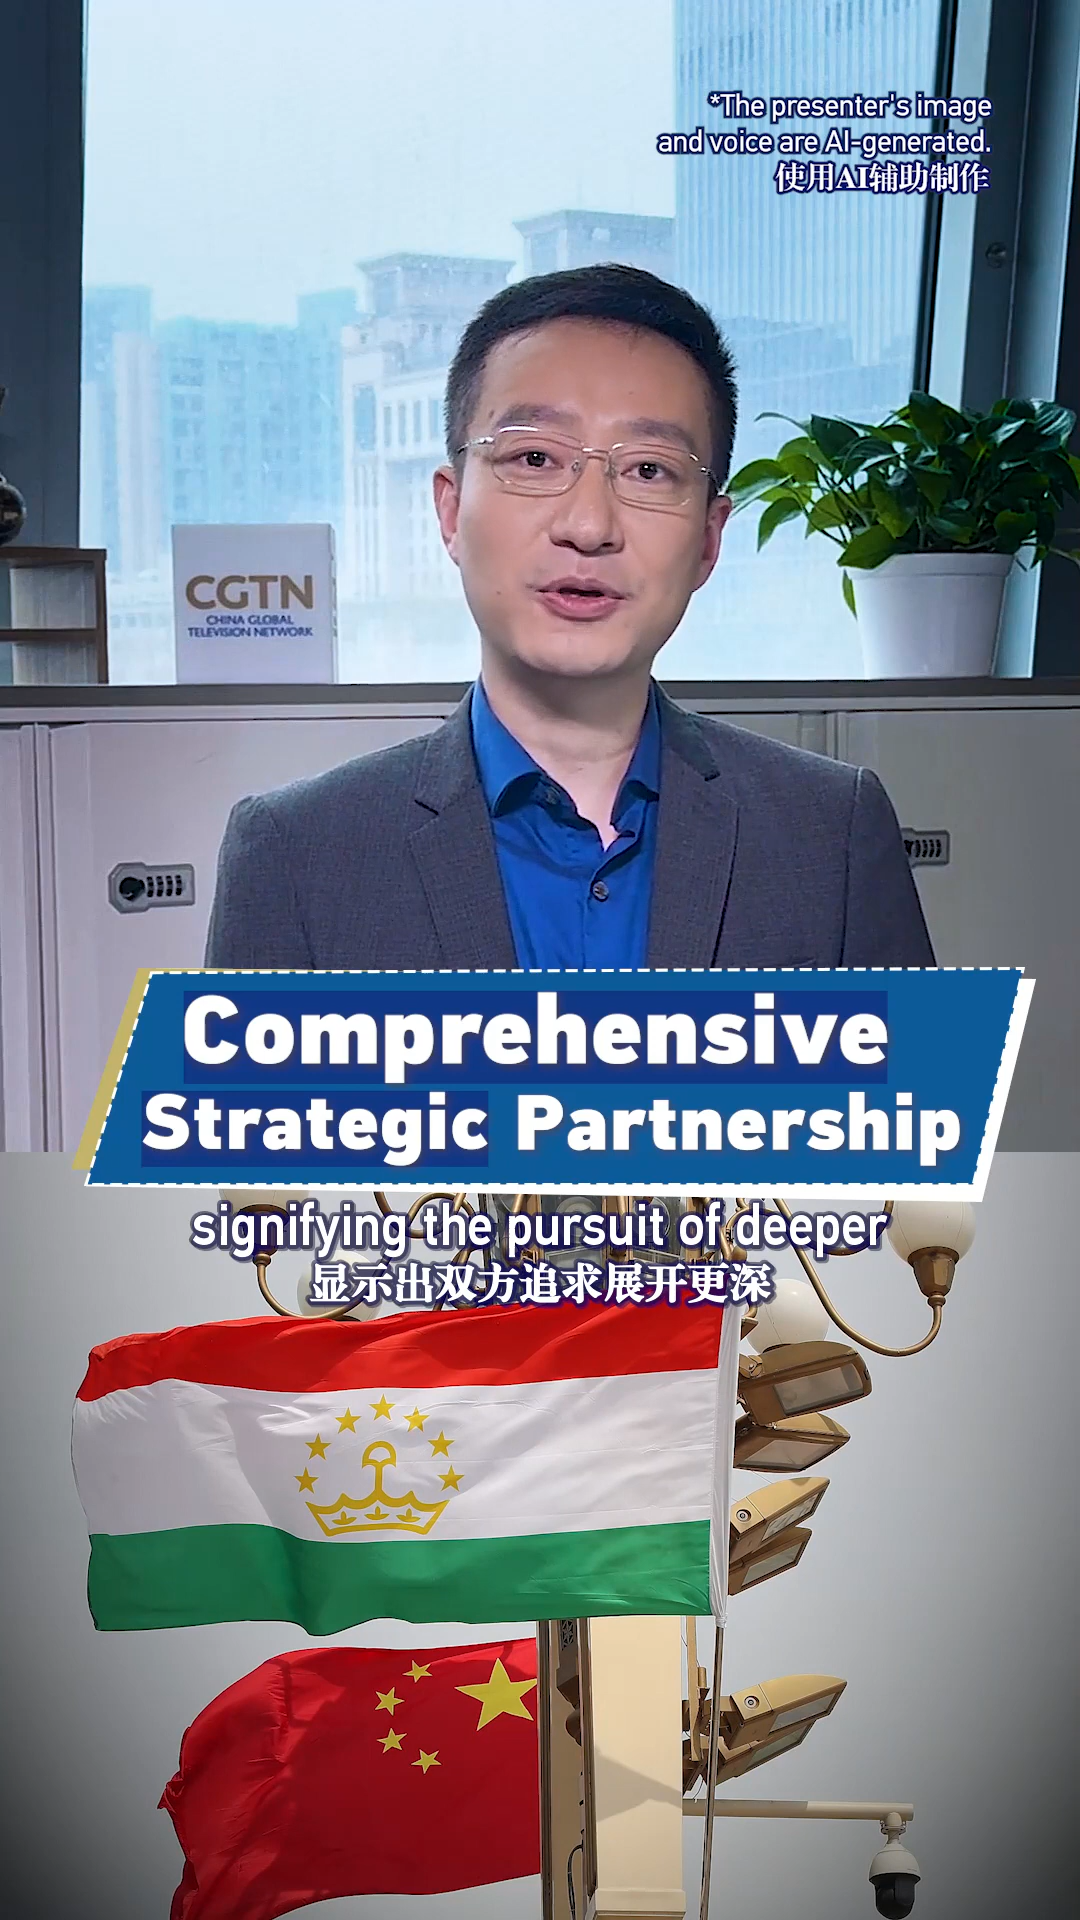 *The presenter's image
and voice are AI-generated.
使用AI辅助制作
CGTN
CHINA GLOBAL
TELEVISION NETWORK
Comprehensive
Strategic Partnership
signifying the pursuit of deeper
显示出双方追求展开更深